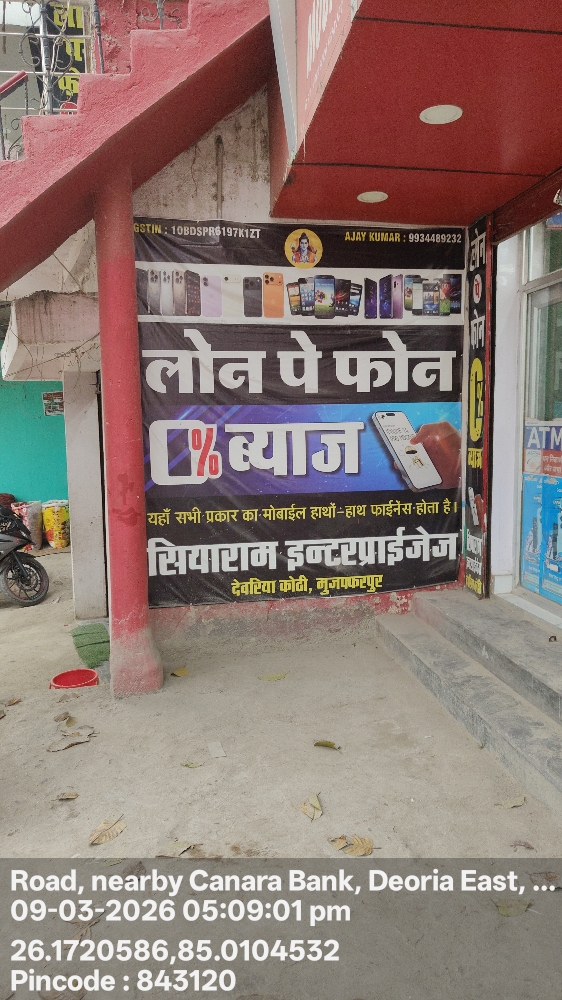 GSTIN : 10BDSPR6197K1ZT
AJAY KUMAR : 9934489232
लोन पे फोन
0% ब्याज
यहाँ सभी प्रकार का मोबाईल हाथों-हाथ फाईनेंस होता है।
सियाराम इन्टरप्राईजेज
देवरिया कोठी, मुजफ्फरपुर
लोन
पे
फोन
0%
ब्याज
ATM
Road, nearby Canara Bank, Deoria East, ...
09-03-2026 05:09:01 pm
26.1720586,85.0104532
Pincode : 843120